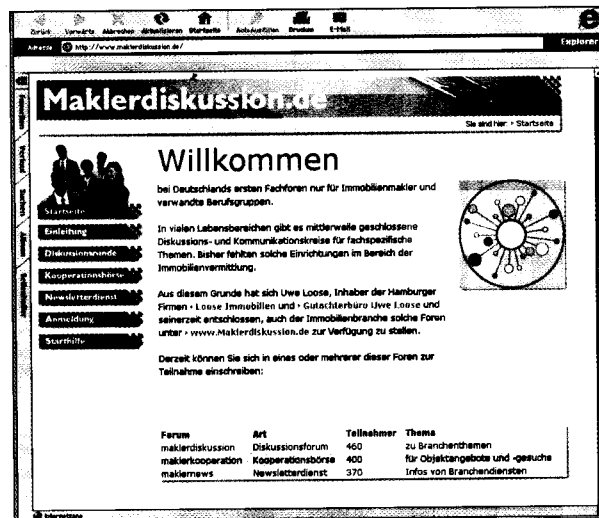 Zurück Vorwärts Abbrechen Aktualisieren Startseite AutoAusfüllen Drucken E-Mail
Adresse http://www.maklerdiskussion.de/
Explorer
Maklerdiskussion.de
Sie sind hier: • Startseite
Favoriten
Verlauf
Suchen
Startseite
Einleitung
Diskussionsrunde
Kooperationsbörse
Newsletterdienst
Anmeldung
Starthilfe
Willkommen
bei Deutschlands ersten Fachforen nur für Immobilienmakler und
verwandte Berufsgruppen.
In vielen Lebensbereichen gibt es mittlerweile geschlossene
Diskussions- und Kommunikationskreise für fachspezifische
Themen. Bisher fehlten solche Einrichtungen im Bereich der
Immobilienvermittlung.
Aus diesem Grunde hat sich Uwe Loose, Inhaber der Hamburger
Firmen • Loose Immobilien und • Gutachterbüro Uwe Loose und
seinerzeit entschlossen, auch der Immobilienbranche solche Foren
unter • www.Maklerdiskussion.de zur Verfügung zu stellen.
Derzeit können Sie sich in eines oder mehrerer dieser Foren zur
Teilnahme einschreiben:
Forum Art Teilnehmer Thema
maklerdiskussion Diskussionsforum 460 zu Branchenthemen
maklerkooperation Kooperationsbörse 400 für Objektangebote und -gesuche
maklernews Newsletterdienst 370 Infos von Branchendiensten
Internetzone